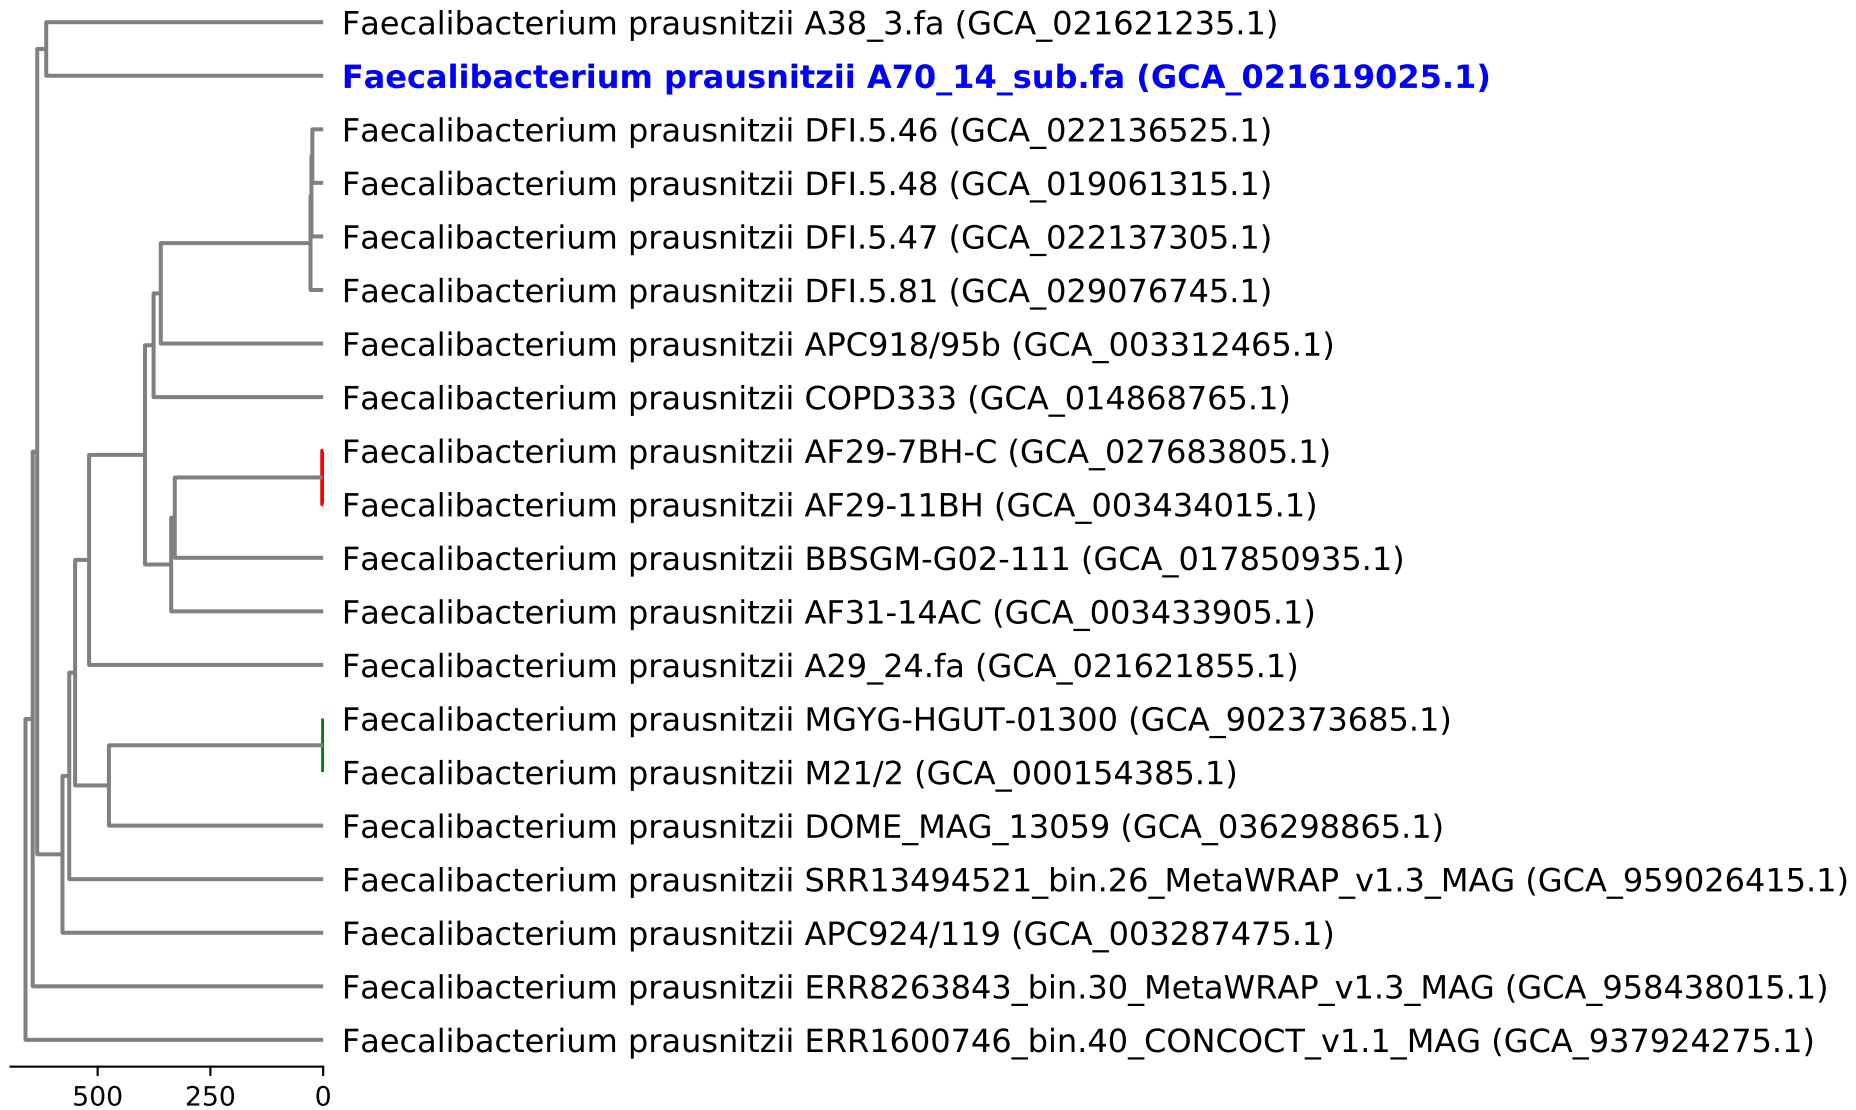 Faecalibacterium prausnitzii A38_3.fa (GCA_021621235.1)
Faecalibacterium prausnitzii A70_14_sub.fa (GCA_021619025.1)
Faecalibacterium prausnitzii DFI.5.46 (GCA_022136525.1)
Faecalibacterium prausnitzii DFI.5.48 (GCA_019061315.1)
Faecalibacterium prausnitzii DFI.5.47 (GCA_022137305.1)
Faecalibacterium prausnitzii DFI.5.81 (GCA_029076745.1)
Faecalibacterium prausnitzii APC918/95b (GCA_003312465.1)
Faecalibacterium prausnitzii COPD333 (GCA_014868765.1)
Faecalibacterium prausnitzii AF29-7BH-C (GCA_027683805.1)
Faecalibacterium prausnitzii AF29-11BH (GCA_003434015.1)
Faecalibacterium prausnitzii BBSGM-G02-111 (GCA_017850935.1)
Faecalibacterium prausnitzii AF31-14AC (GCA_003433905.1)
Faecalibacterium prausnitzii A29_24.fa (GCA_021621855.1)
Faecalibacterium prausnitzii MGYG-HGUT-01300 (GCA_902373685.1)
Faecalibacterium prausnitzii M21/2 (GCA_000154385.1)
Faecalibacterium prausnitzii DOME_MAG_13059 (GCA_036298865.1)
Faecalibacterium prausnitzii SRR13494521_bin.26_MetaWRAP_v1.3_MAG (GCA_959026415.1)
Faecalibacterium prausnitzii APC924/119 (GCA_003287475.1)
Faecalibacterium prausnitzii ERR8263843_bin.30_MetaWRAP_v1.3_MAG (GCA_958438015.1)
Faecalibacterium prausnitzii ERR1600746_bin.40_CONCOCT_v1.1_MAG (GCA_937924275.1)
500 250 0